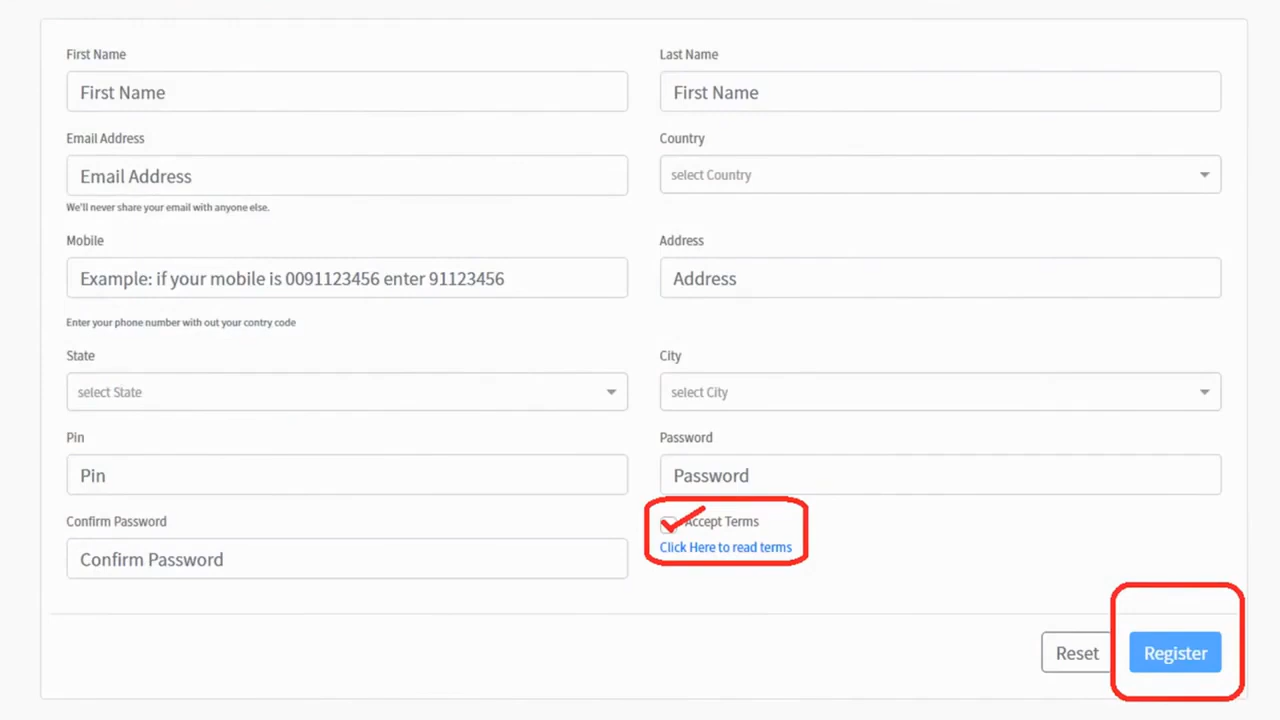 First Name
Last Name
First Name
First Name
Email Address
Country
Email Address
select Country
We'll never share your email with anyone else.
Mobile
Address
Example: if your mobile is 0091123456 enter 91123456
Address
Enter your phone number with out your contry code
State
City
select State
select City
Pin
Password
Pin
Password
Confirm Password
Accept Terms
Click Here to read terms
Confirm Password
Reset
Register